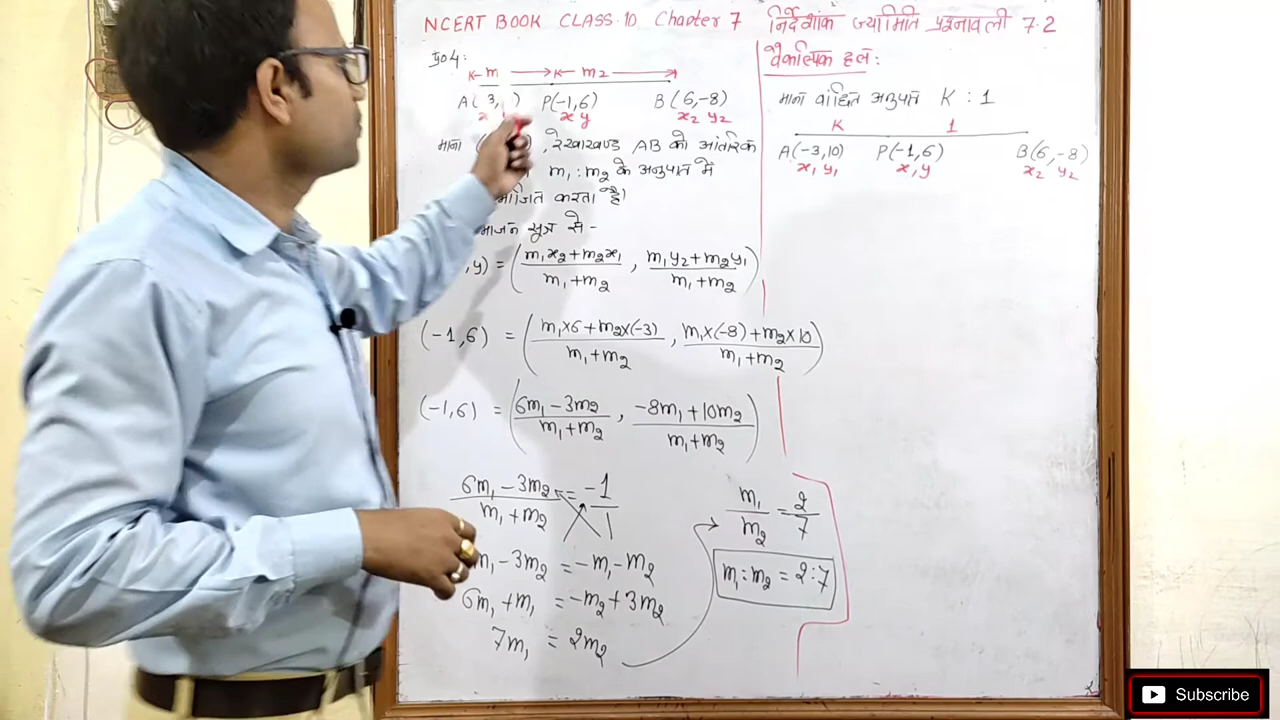 NCERT BOOK CLASS-10 Chapter 7 निर्देशांक ज्यामिति प्रश्नावली 7.2
प्र० 4:
m m₂
A( 3, ) P(-1,6) B(6,-8)
x y x₂ y₂
माना , रेखाखण्ड AB को आंतरिक
m₁:m₂ के अनुपात में
भाजित करता है।
भाजन सूत्र से -
,y) = ( (m₁x₂+m₂x₁)/(m₁+m₂) , (m₁y₂+m₂y₁)/(m₁+m₂) )
(-1,6) = ( (m₁×6+m₂×(-3))/(m₁+m₂) , (m₁×(-8)+m₂×10)/(m₁+m₂) )
(-1,6) = ( (6m₁-3m₂)/(m₁+m₂) , (-8m₁+10m₂)/(m₁+m₂) )
(6m₁-3m₂)/(m₁+m₂) = -1/1
m₁-3m₂ = -m₁-m₂
6m₁+m₁ = -m₂+3m₂
7m₁ = 2m₂
m₁/m₂ = 2/7
m₁:m₂ = 2:7
वैकल्पिक हल:
माना वांछित अनुपात K : 1
K 1
A(-3,10) P(-1,6) B(6,-8)
x₁ y₁ x,y x₂ y₂
Subscribe